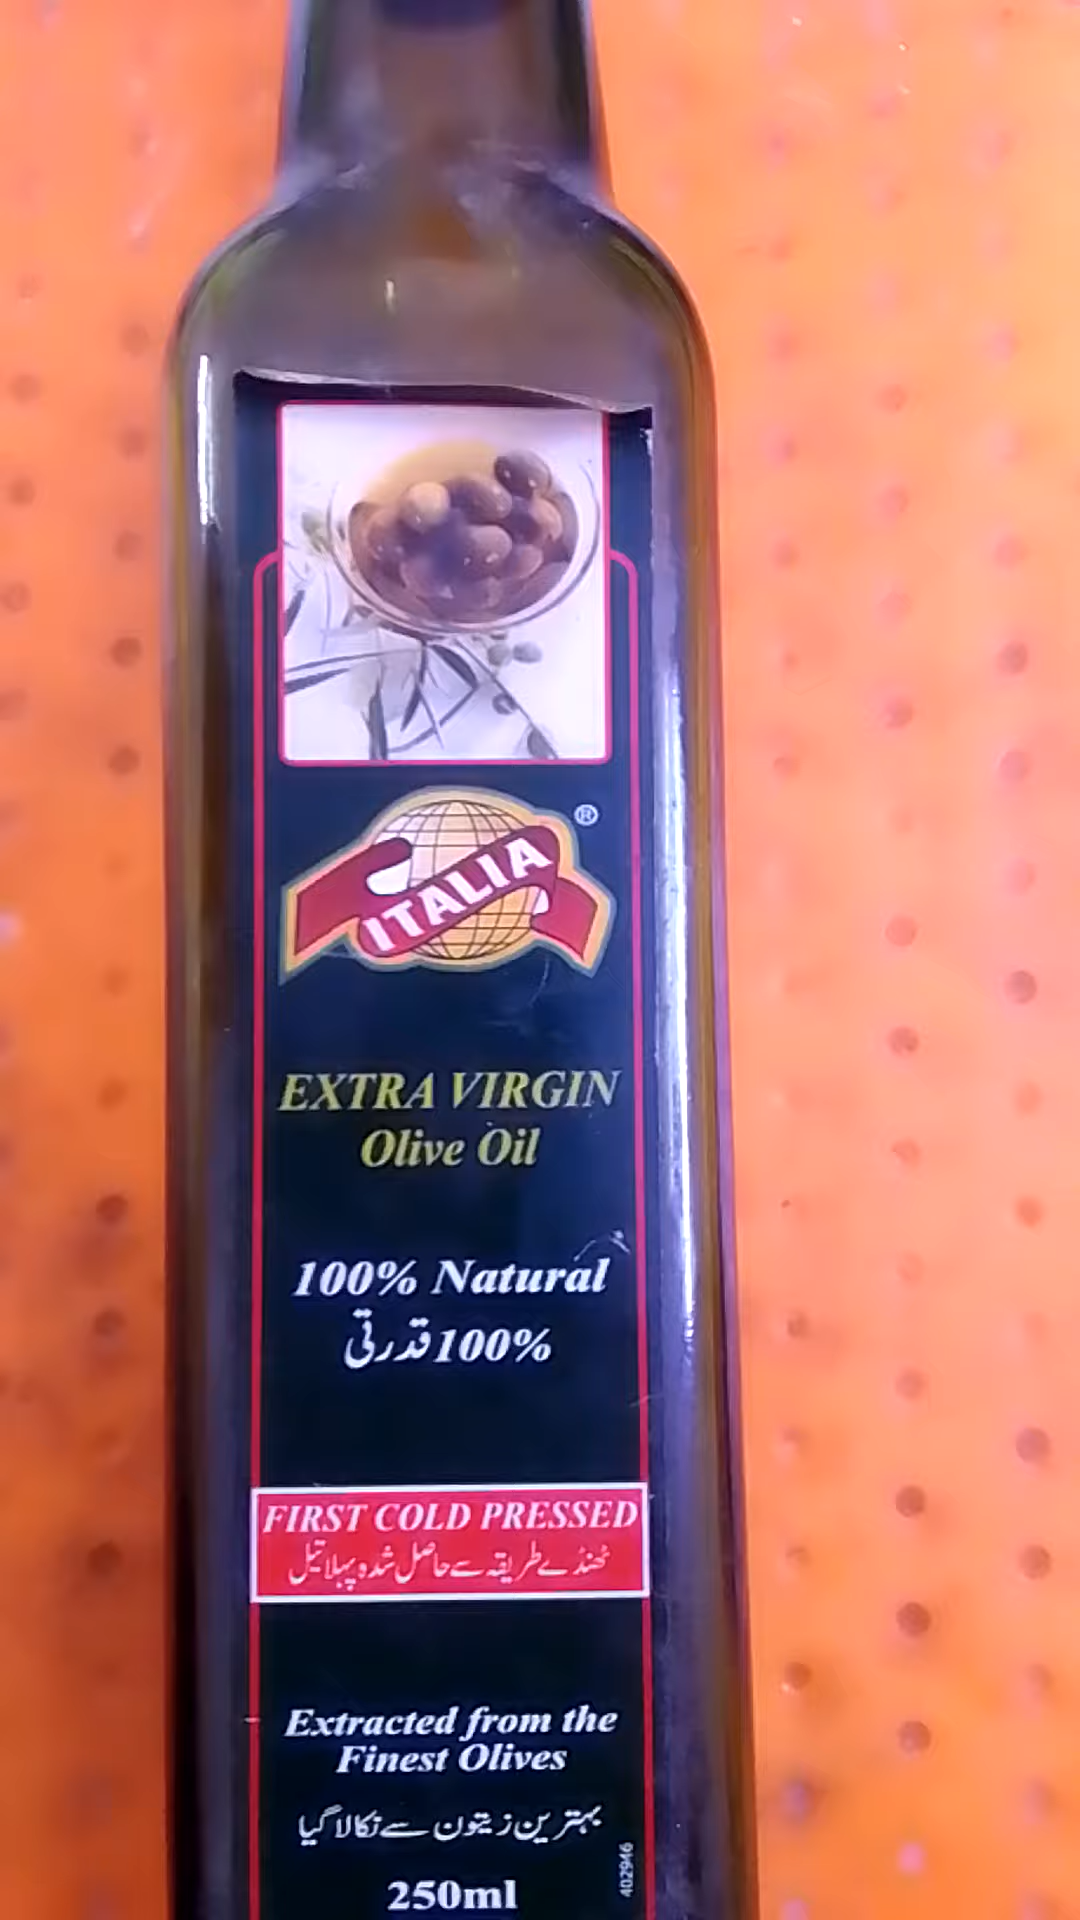 ITALIA ®
EXTRA VIRGIN
Olive Oil
100% Natural
100% قدرتی
FIRST COLD PRESSED
ٹھنڈے طریقہ سے حاصل شدہ پہلا تیل
Extracted from the
Finest Olives
بہترین زیتون سے نکالا گیا
402946
250ml